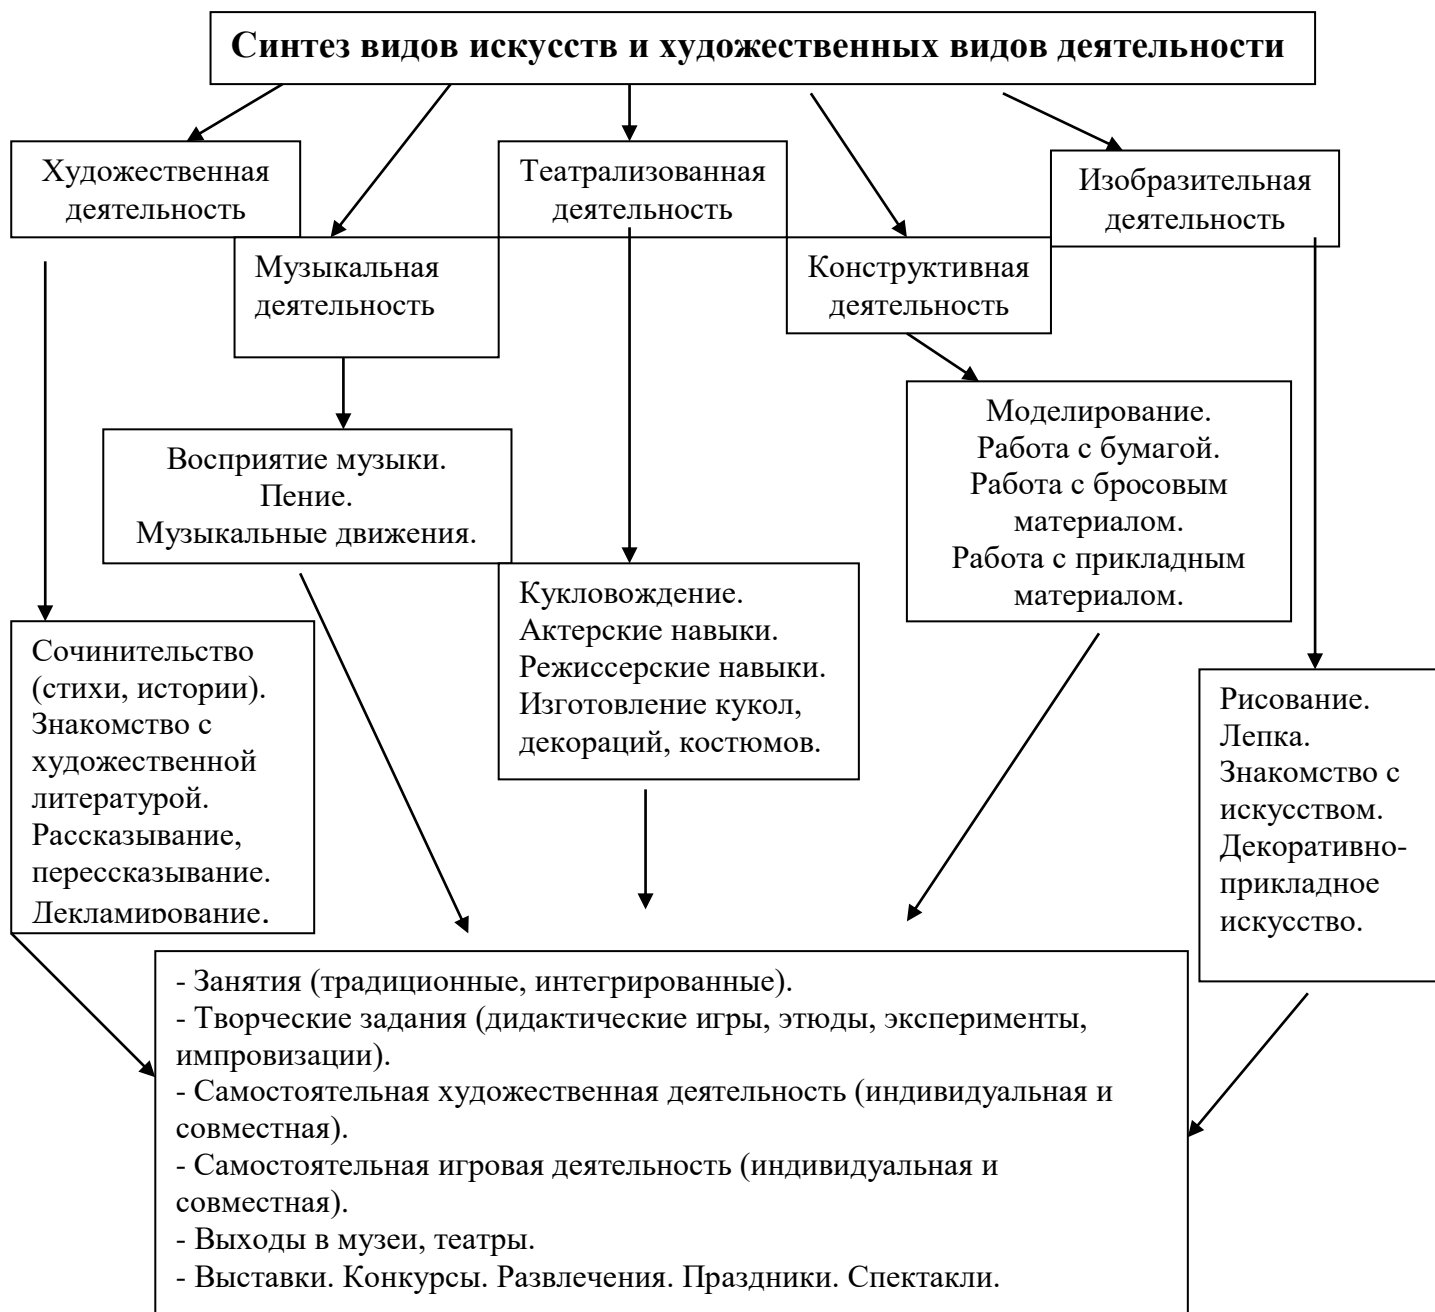 Синтез видов искусств и художественных видов деятельности
Художественная
деятельность
Театрализованная
деятельность
Изобразительная
деятельность
Музыкальная
деятельность
Конструктивная
деятельность
Моделирование.
Работа с бумагой.
Работа с бросовым
материалом.
Работа с прикладным
материалом.
Восприятие музыки.
Пение.
Музыкальные движения.
Кукловождение.
Актерские навыки.
Режиссерские навыки.
Изготовление кукол,
декораций, костюмов.
Сочинительство
(стихи, истории).
Знакомство с
художественной
литературой.
Рассказывание,
перессказывание.
Декламирование.
Рисование.
Лепка.
Знакомство с
искусством.
Декоративно-
прикладное
искусство.
- Занятия (традиционные, интегрированные).
- Творческие задания (дидактические игры, этюды, эксперименты,
импровизации).
- Самостоятельная художественная деятельность (индивидуальная и
совместная).
- Самостоятельная игровая деятельность (индивидуальная и
совместная).
- Выходы в музеи, театры.
- Выставки. Конкурсы. Развлечения. Праздники. Спектакли.